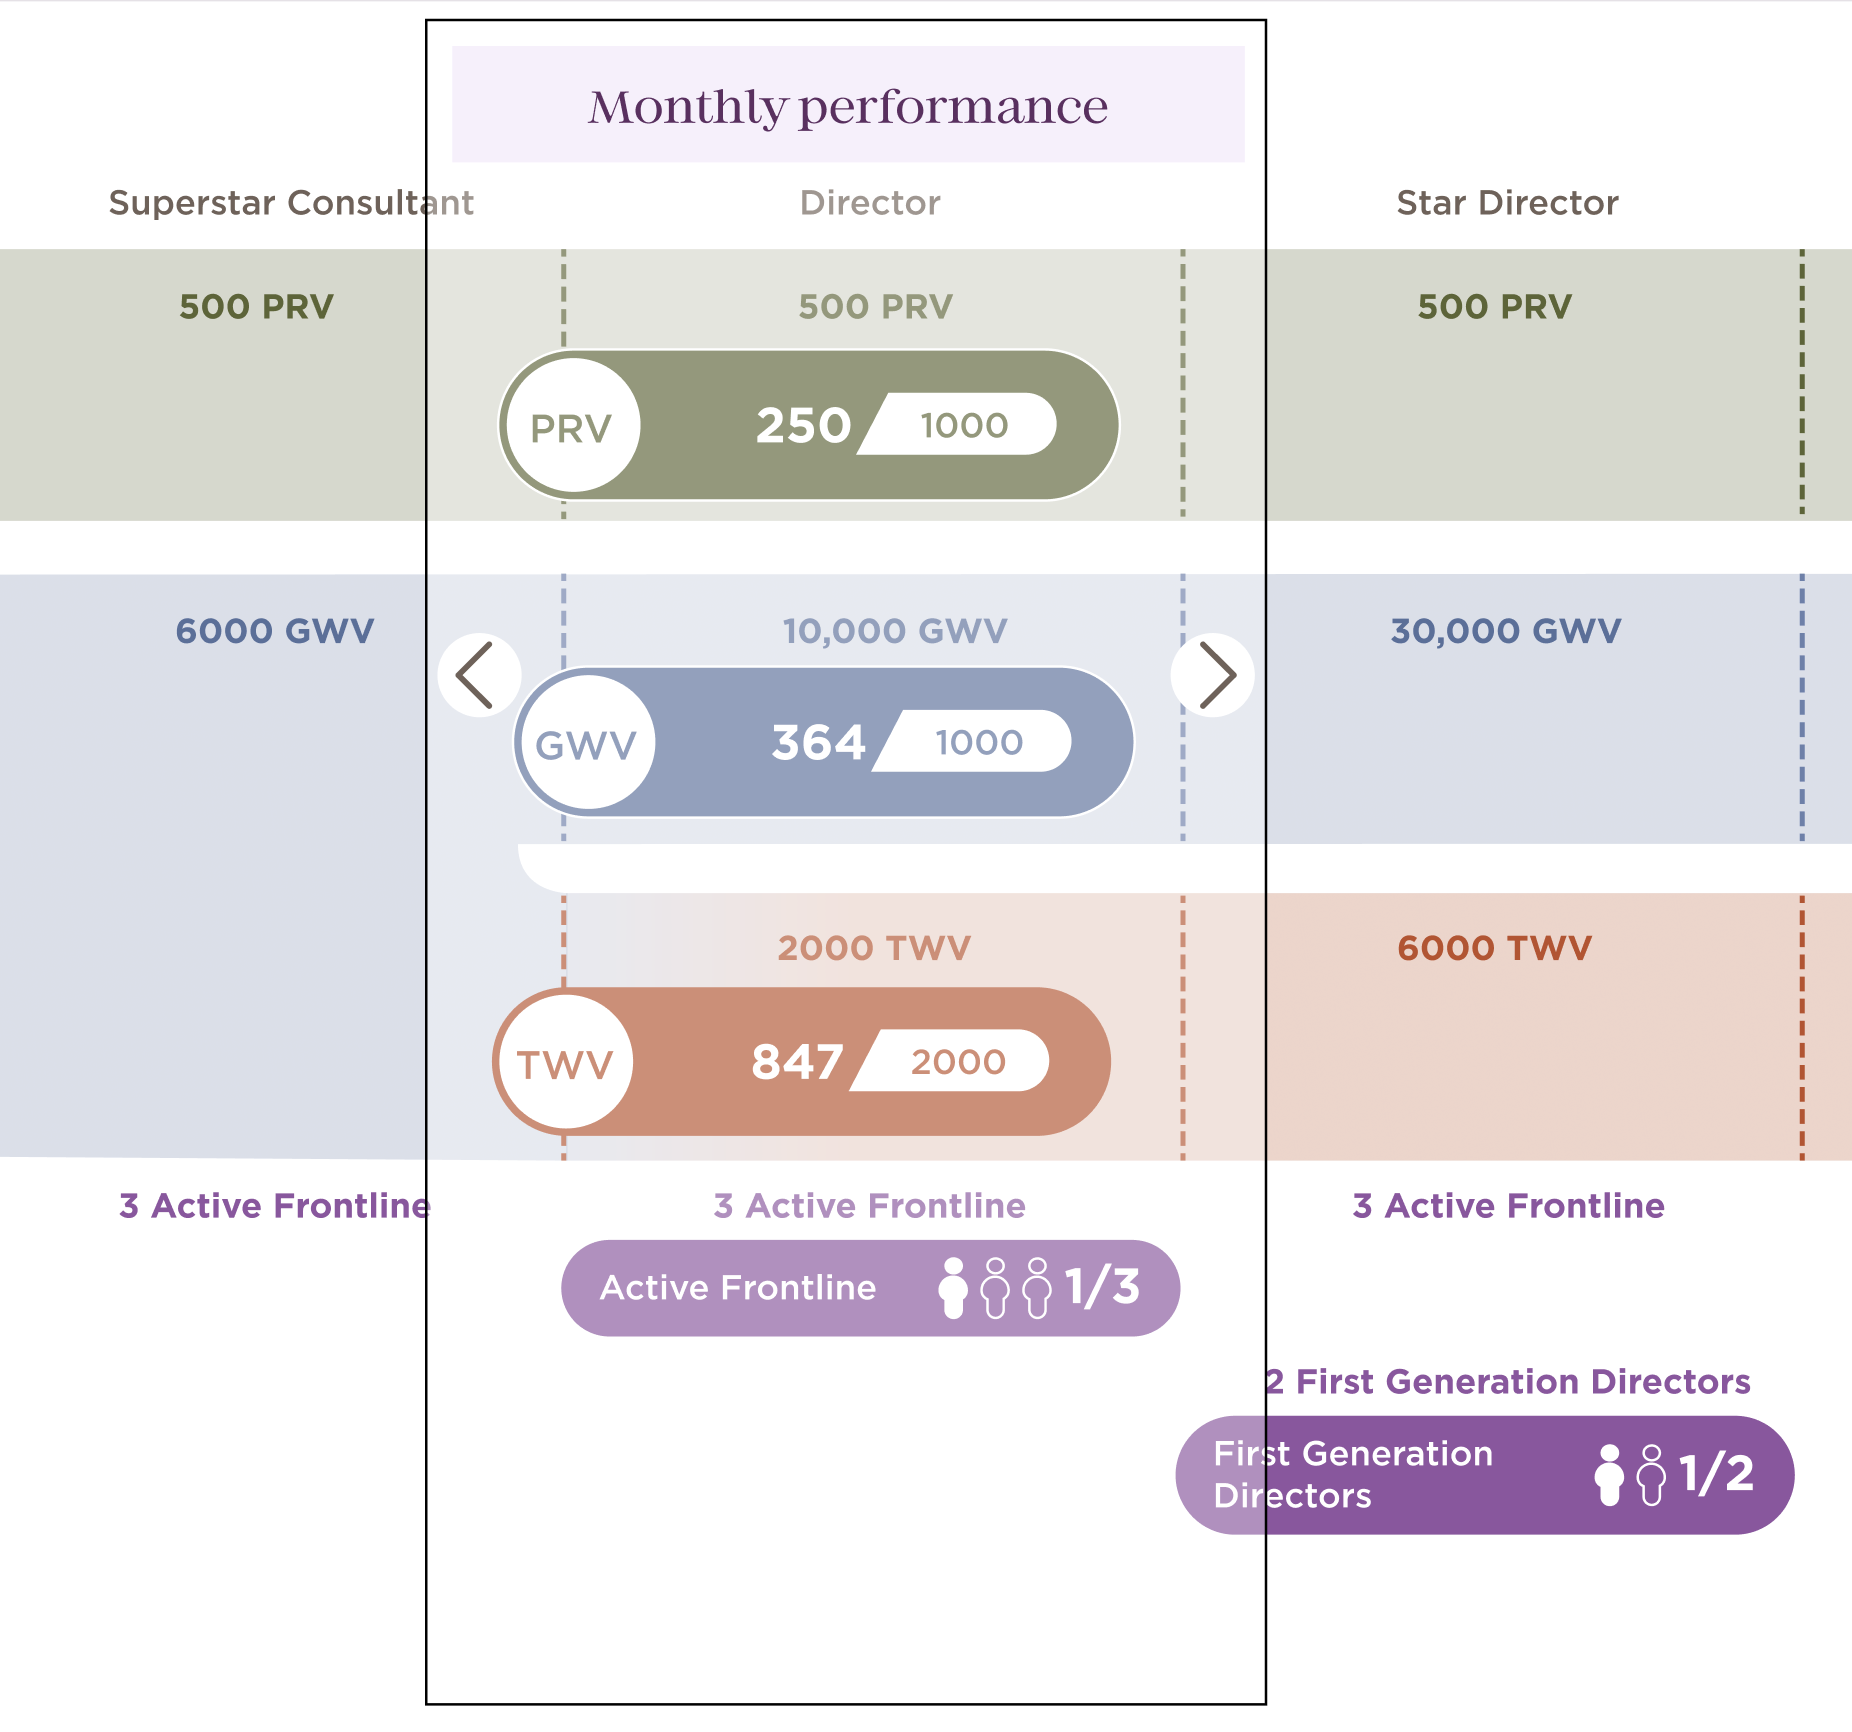 Monthly performance
Superstar Consultant
Director
Star Director
500 PRV
500 PRV
500 PRV
PRV
250
1000
6000 GWV
10,000 GWV
30,000 GWV
GWV
364
1000
2000 TWV
6000 TWV
TWV
847
2000
3 Active Frontline
3 Active Frontline
3 Active Frontline
Active Frontline
1/3
2 First Generation Directors
First Generation
Directors
1/2